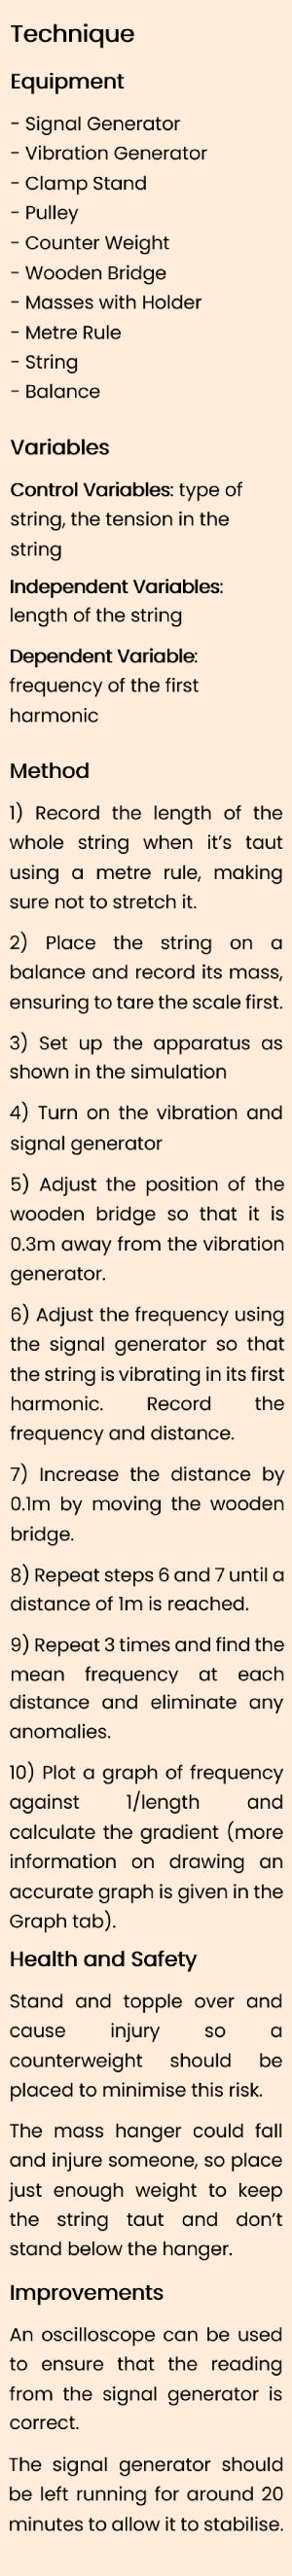 Technique
Equipment
- Signal Generator
- Vibration Generator
- Clamp Stand
- Pulley
- Counter Weight
- Wooden Bridge
- Masses with Holder
- Metre Rule
- String
- Balance
Variables
Control Variables: type of
string, the tension in the
string
Independent Variables:
length of the string
Dependent Variable:
frequency of the first
harmonic
Method
1) Record the length of the
whole string when it's taut
using a metre rule, making
sure not to stretch it.
2) Place the string on a
balance and record its mass,
ensuring to tare the scale first.
3) Set up the apparatus as
shown in the simulation
4) Turn on the vibration and
signal generator
5) Adjust the position of the
wooden bridge so that it is
0.3m away from the vibration
generator.
6) Adjust the frequency using
the signal generator so that
the string is vibrating in its first
harmonic. Record the
frequency and distance.
7) Increase the distance by
0.1m by moving the wooden
bridge.
8) Repeat steps 6 and 7 until a
distance of 1m is reached.
9) Repeat 3 times and find the
mean frequency at each
distance and eliminate any
anomalies.
10) Plot a graph of frequency
against 1/length and
calculate the gradient (more
information on drawing an
accurate graph is given in the
Graph tab).
Health and Safety
Stand and topple over and
cause injury so a
counterweight should be
placed to minimise this risk.
The mass hanger could fall
and injure someone, so place
just enough weight to keep
the string taut and don't
stand below the hanger.
Improvements
An oscilloscope can be used
to ensure that the reading
from the signal generator is
correct.
The signal generator should
be left running for around 20
minutes to allow it to stabilise.